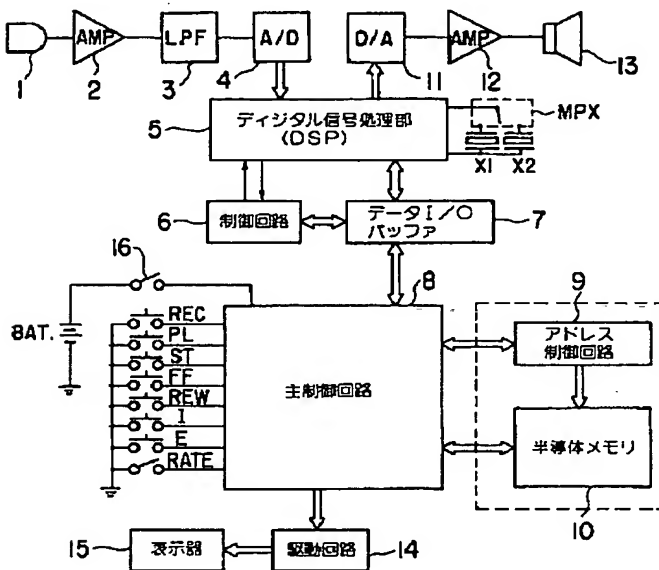 AMP
LPF
A/D
D/A
AMP
1
2
3
4
11
12
13
5
ディジタル信号処理部
(DSP)
MPX
X1
X2
6
制御回路
データI/O
バッファ
7
16
8
9
BAT.
REC
PL
ST
FF
REW
I
E
RATE
主制御回路
アドレス
制御回路
半導体メモリ
10
15
表示器
駆動回路
14